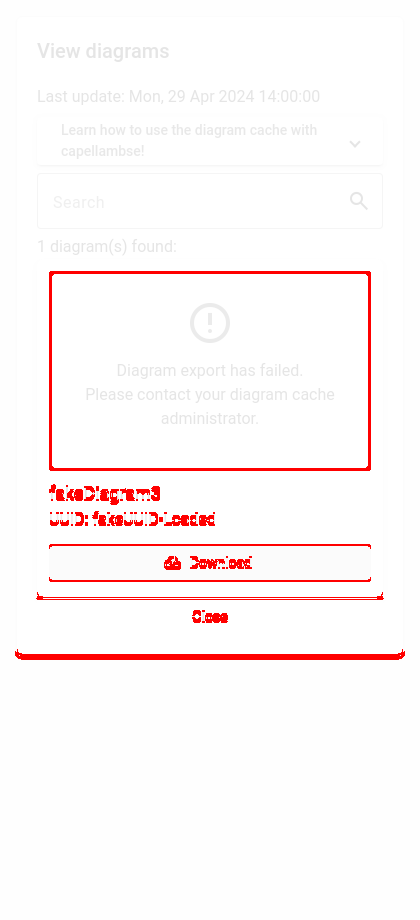 View diagrams
Last update: Mon, 29 Apr 2024 14:00:00
Learn how to use the diagram cache with
capellambse!
Search
1 diagram(s) found:
Diagram export has failed.
Please contact your diagram cache
administrator.
fakeDiagram3
UUID: fakeUUID-Loaded
Download
Close